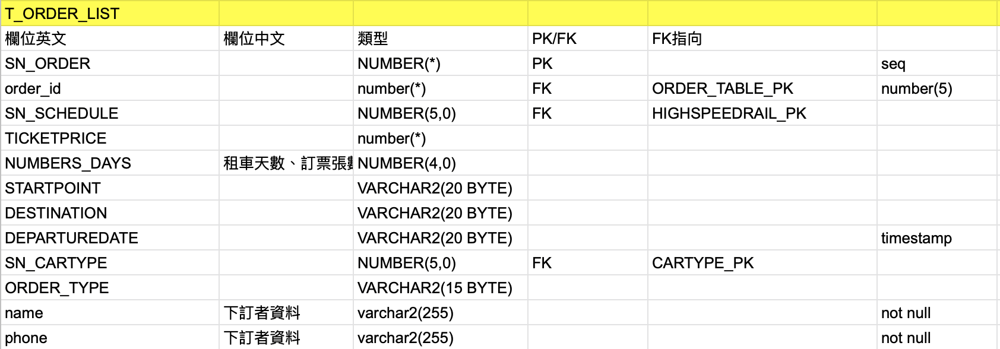 T_ORDER_LIST
欄位英文 欄位中文 類型 PK/FK FK指向
SN_ORDER NUMBER(*) PK seq
order_id number(*) FK ORDER_TABLE_PK number(5)
SN_SCHEDULE NUMBER(5,0) FK HIGHSPEEDRAIL_PK
TICKETPRICE number(*)
NUMBERS_DAYS 租車天數、訂票張 NUMBER(4,0)
STARTPOINT VARCHAR2(20 BYTE)
DESTINATION VARCHAR2(20 BYTE)
DEPARTUREDATE VARCHAR2(20 BYTE) timestamp
SN_CARTYPE NUMBER(5,0) FK CARTYPE_PK
ORDER_TYPE VARCHAR2(15 BYTE)
name 下訂者資料 varchar2(255) not null
phone 下訂者資料 varchar2(255) not null